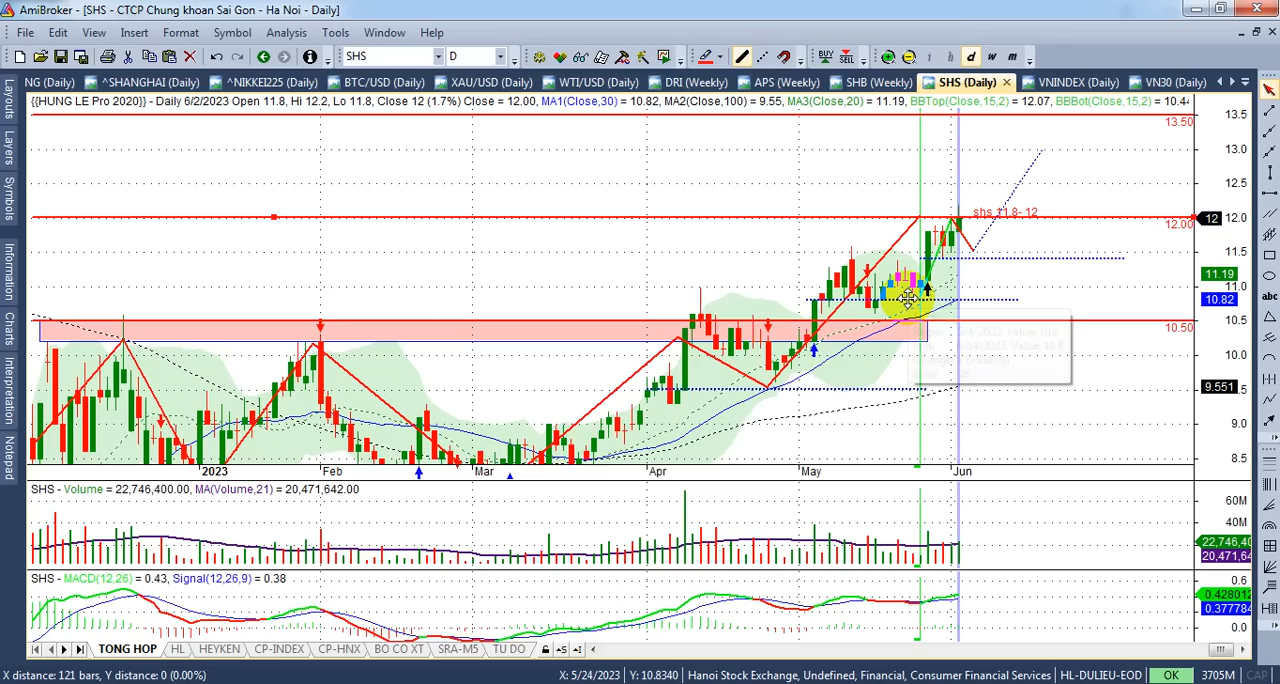 AmiBroker - [SHS - CTCP Chung khoan Sai Gon - Ha Noi - Daily]
File Edit View Insert Format Symbol Analysis Tools Window Help
SHS D BUY SELL i h d w m
NG (Daily) ^SHANGHAI (Daily) ^NIKKEI225 (Daily) BTC/USD (Daily) XAU/USD (Daily) WTI/USD (Daily) DRI (Weekly) APS (Weekly) SHB (Weekly) SHS (Daily) VNINDEX (Daily) VN30 (Daily)
{{HUNG LE Pro 2020}} - Daily 6/2/2023 Open 11.8, Hi 12.2, Lo 11.8, Close 12 (1.7%) Close = 12.00, MA1(Close,30) = 10.82, MA2(Close,100) = 9.55, MA3(Close,20) = 11.19, BBTop(Close,15,2) = 12.07, BBBot(Close,15,2) = 10.44
Layouts
Layers
Symbols
Information
Charts
Interpretation
Notepad
13.5
13.50
13.0
12.5
shs 11.8- 12
12
12.0
12.00
11.5
11.19
11.0
10.82
10.5
10.50
10.0
9.551
9.5
9.0
8.5
2023 Feb Mar Apr May Jun
SHS - Volume = 22,746,400.00, MA(Volume,21) = 20,471,642.00
60M
40M
22,746,40
20,471,64
SHS - MACD(12,26) = 0.43, Signal(12,26,9) = 0.38
0.6
0.428012
0.377784
0.0
TONG HOP HL HEYKEN CP-INDEX CP-HNX BO CO XT SRA-M5 TU DO
X distance: 121 bars, Y distance: 0 (0.00%) X: 5/24/2023 Y: 10.8340 Hanoi Stock Exchange, Undefined, Financial, Consumer Financial Services HL-DULIEU-EOD OK 3705M CAP